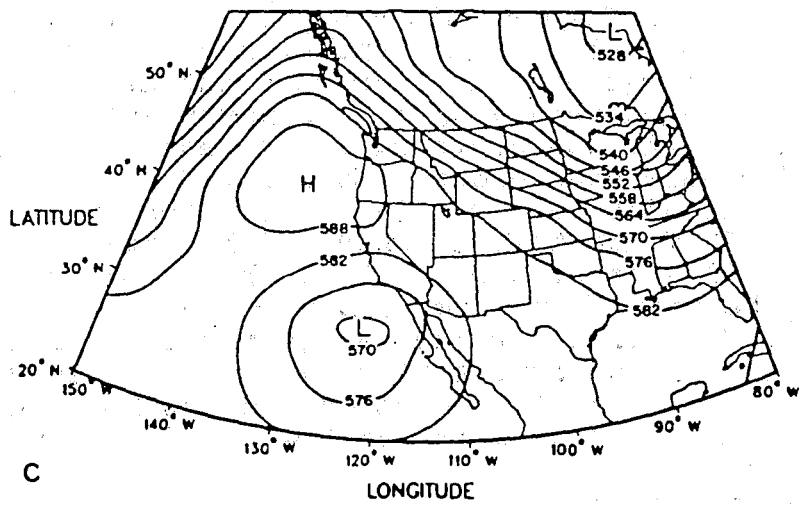 L
528
50° N
534
540
40° N
546
552
H
558
564
LATITUDE
588
570
582
576
30° N
582
L
570
20° N
576
150° W
80° W
140° W
90° W
130° W
100° W
120° W
110° W
C
LONGITUDE